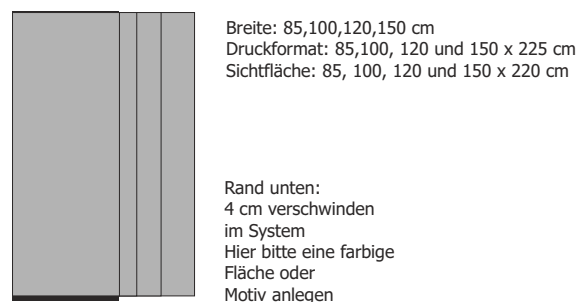 Breite: 85,100,120,150 cm
Druckformat: 85,100, 120 und 150 x 225 cm
Sichtfläche: 85, 100, 120 und 150 x 220 cm
Rand unten:
4 cm verschwinden
im System
Hier bitte eine farbige
Fläche oder
Motiv anlegen